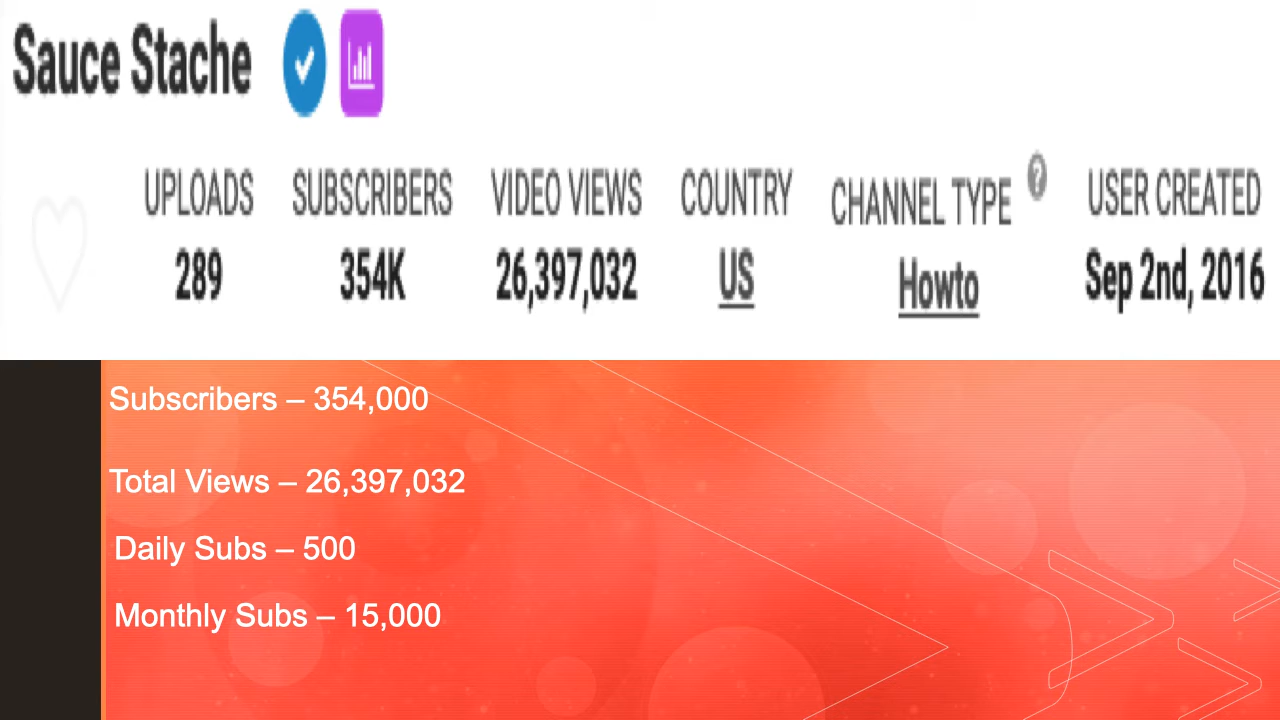 Sauce Stache
UPLOADS SUBSCRIBERS VIDEO VIEWS COUNTRY CHANNEL TYPE ? USER CREATED
289 354K 26,397,032 US Howto Sep 2nd, 2016
Subscribers – 354,000
Total Views – 26,397,032
Daily Subs – 500
Monthly Subs – 15,000